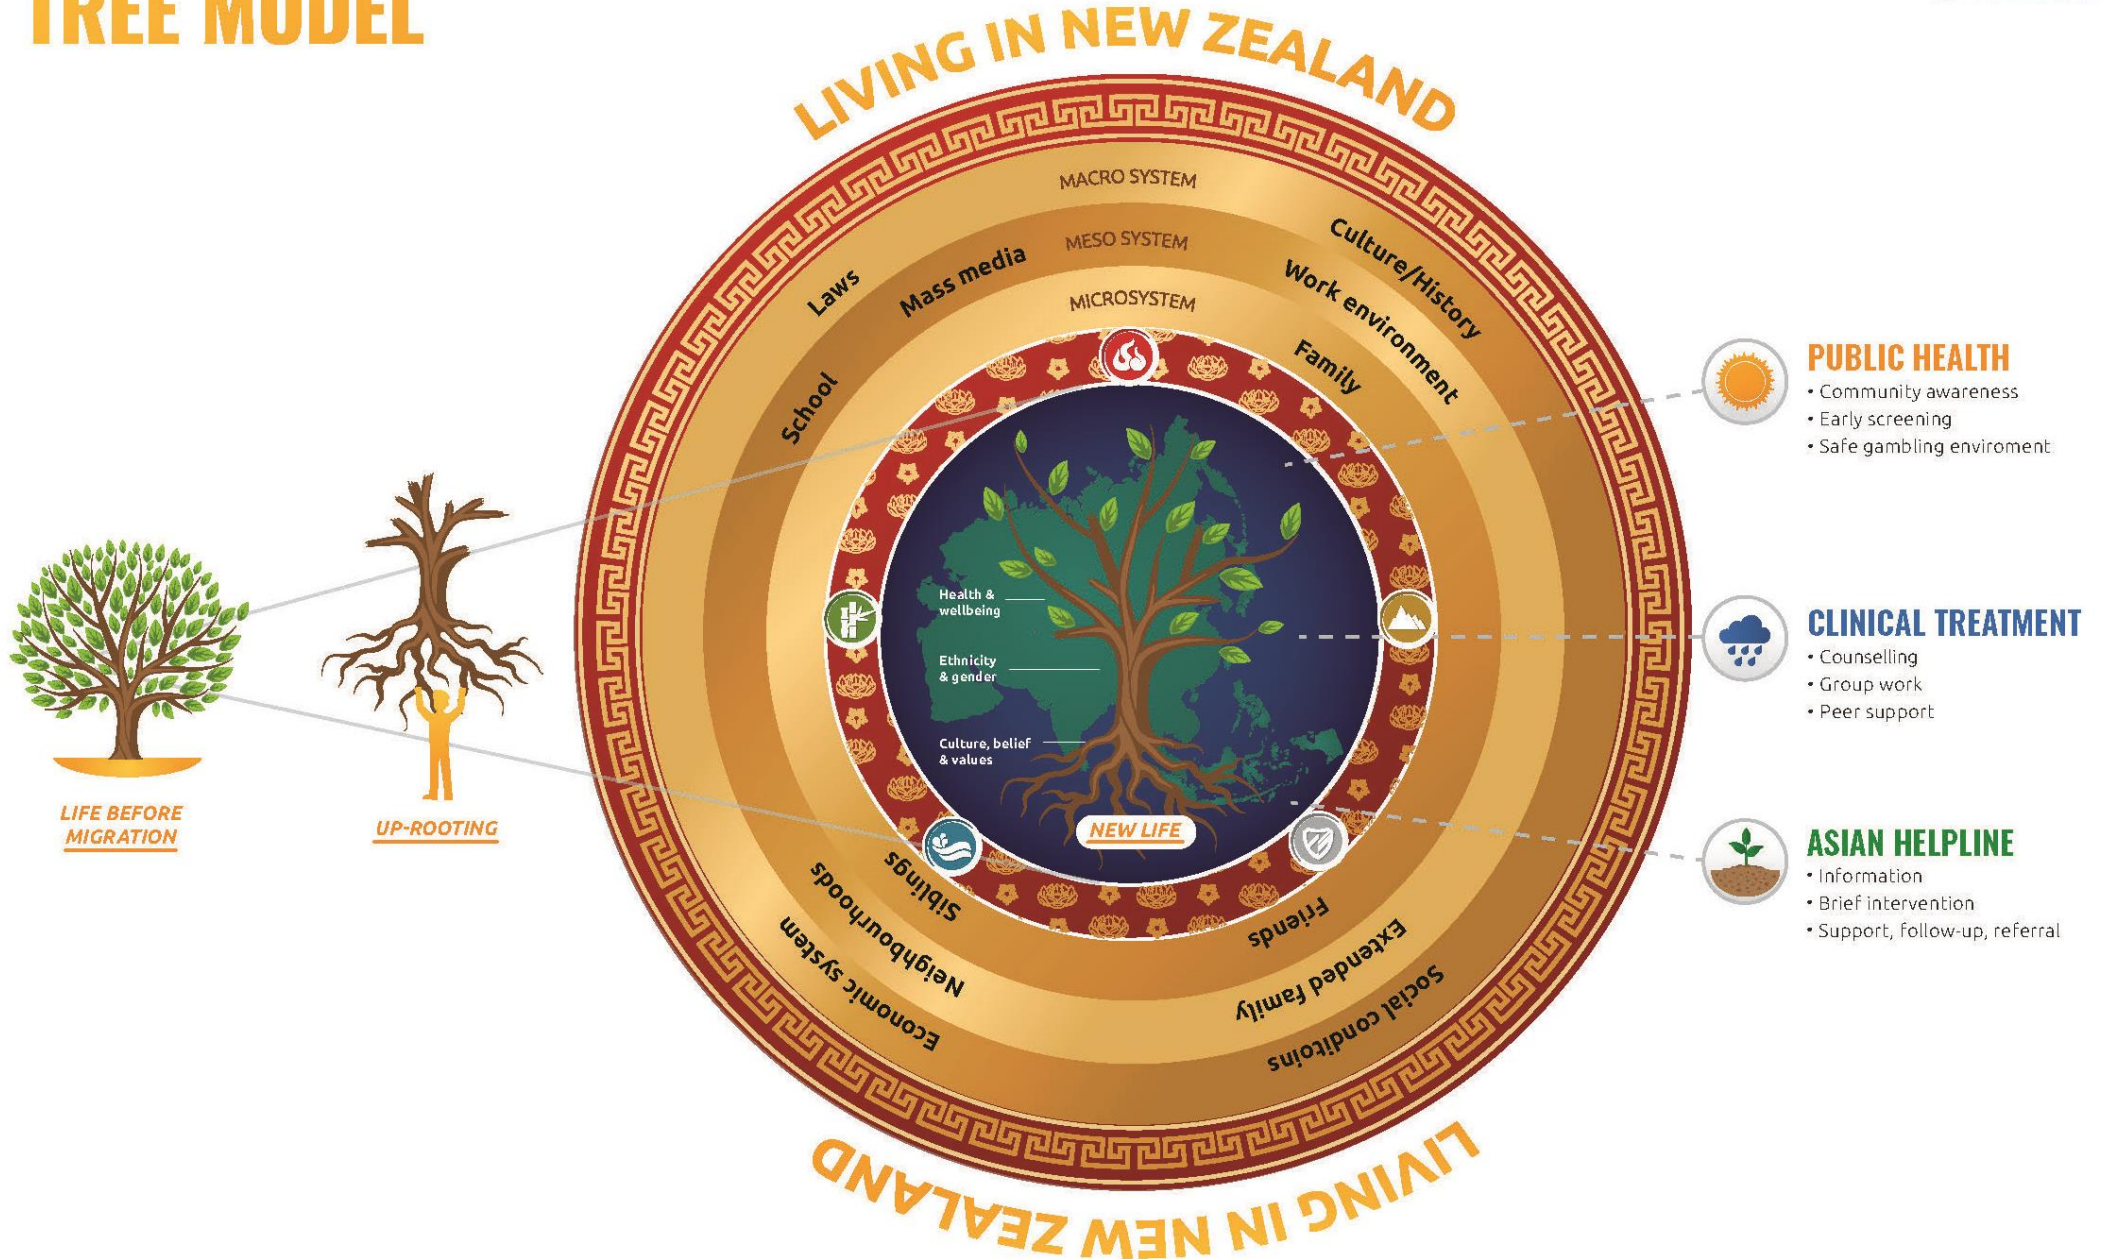 TREE MODEL
LIVING IN NEW ZEALAND
MACRO SYSTEM
MESO SYSTEM
MICROSYSTEM
Laws
Mass media
School
Culture/History
Work environment
Family
Health &
wellbeing
Ethnicity
& gender
Culture, belief
& values
NEW LIFE
Siblings
Neighbourhoods
Economic system
Friends
Extended family
Social conditoins
LIVING IN NEW ZEALAND
LIFE BEFORE
MIGRATION
UP-ROOTING
PUBLIC HEALTH
• Community awareness
• Early screening
• Safe gambling enviroment
CLINICAL TREATMENT
• Counselling
• Group work
• Peer support
ASIAN HELPLINE
• Information
• Brief intervention
• Support, follow-up, referral